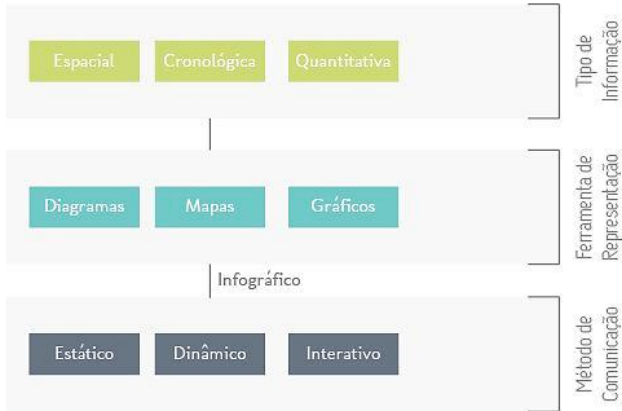 Espacial
Cronológica
Quantitativa
Tipo de
Informação
Diagramas
Mapas
Gráficos
Ferramenta de
Representação
Infográfico
Estático
Dinâmico
Interativo
Método de
Comunicação